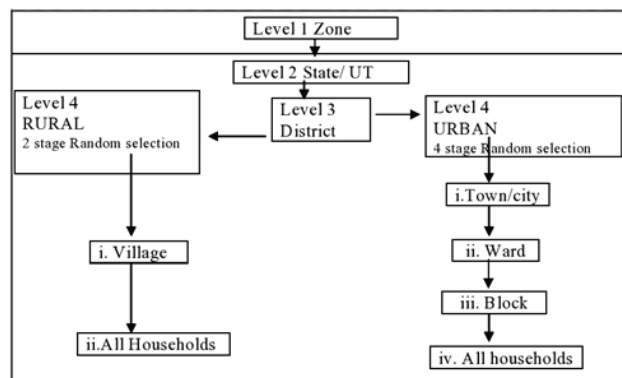 Level 1 Zone
Level 2 State/ UT
Level 4
RURAL
2 stage Random selection
Level 3
District
Level 4
URBAN
4 stage Random selection
i.Town/city
i. Village
ii. Ward
iii. Block
ii.All Households
iv. All households